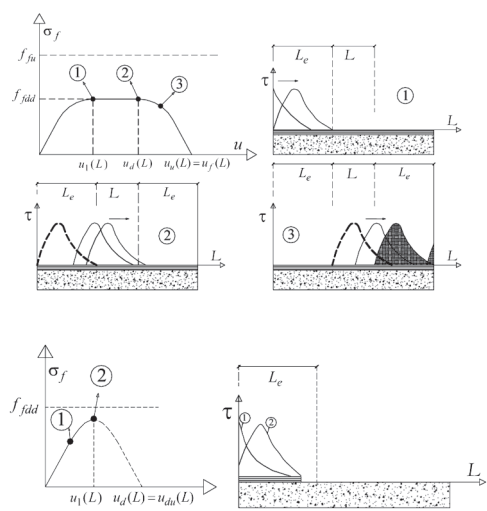 σf
ffu
ffdd
1
2
3
u1(L)
ud(L)
uu(L)=uf(L)
u
Le
L
τ
1
L
Le
L
Le
τ
2
L
Le
L
Le
τ
3
L
σf
ffdd
1
2
u1(L)
ud(L)=udu(L)
Le
τ
1
2
L